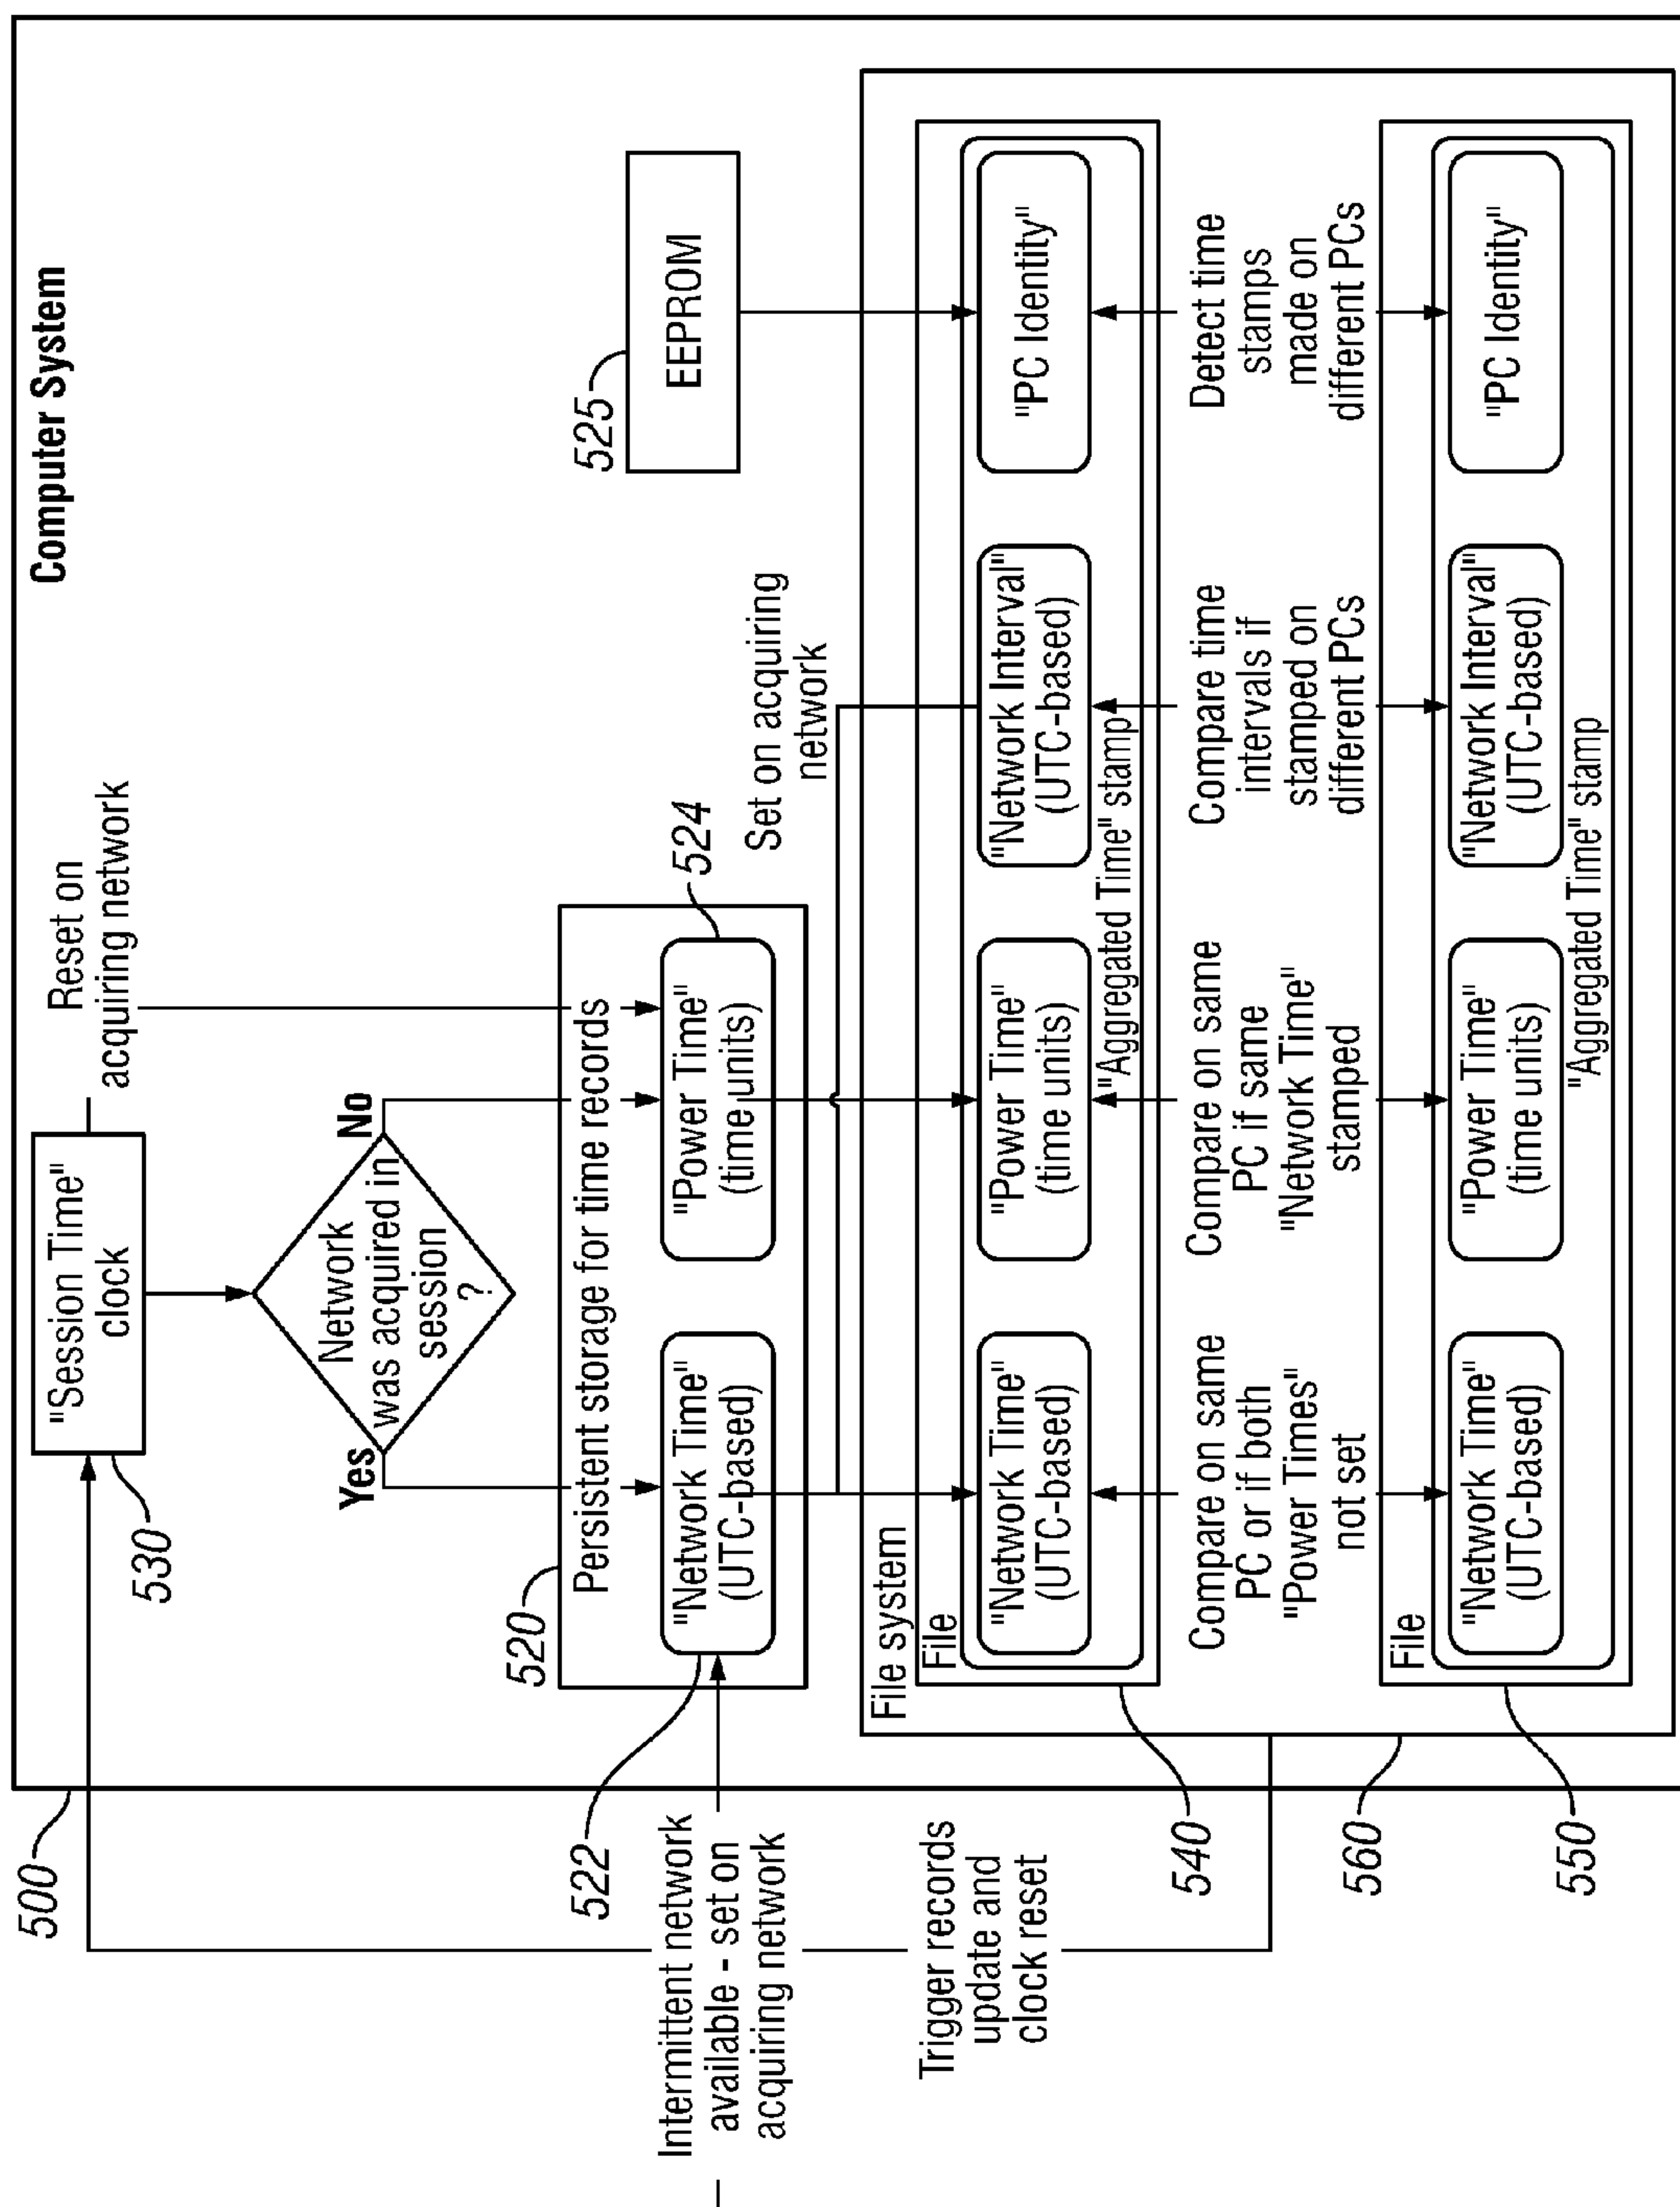 Computer System
500
"Session Time"
clock
530
Reset on
acquiring network
Network
was acquired in
session
?
Yes
No
520
Persistent storage for time records
"Network Time"
(UTC-based)
522
"Power Time"
(time units)
524
525
EEPROM
Intermittent network
available - set on
acquiring network
Set on acquiring
network
Trigger records
update and
clock reset
File system
File
"Network Time"
(UTC-based)
"Power Time"
(time units)
"Network Interval"
(UTC-based)
"PC Identity"
"Aggregated Time" stamp
540
Compare on same
PC or if both
"Power Times"
not set
Compare on same
PC if same
"Network Time"
stamped
Compare time
intervals if
stamped on
different PCs
Detect time
stamps
made on
different PCs
560
File
"Network Time"
(UTC-based)
"Power Time"
(time units)
"Network Interval"
(UTC-based)
"PC Identity"
"Aggregated Time" stamp
550